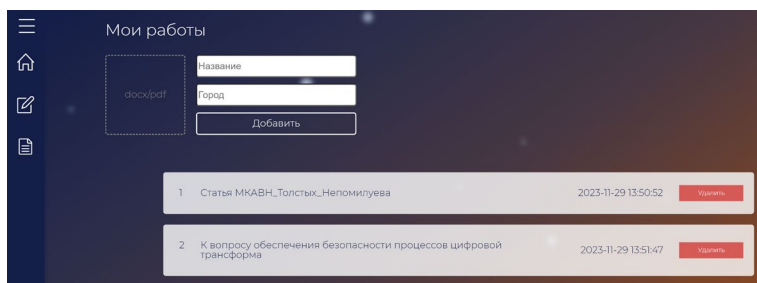 Мои работы
docx/pdf
Название
Город
Добавить
1 Статья МКАВН_Толстых_Непомилуева 2023-11-29 13:50:52 Удалить
2 К вопросу обеспечения безопасности процессов цифровой
трансформа 2023-11-29 13:51:47 Удалить